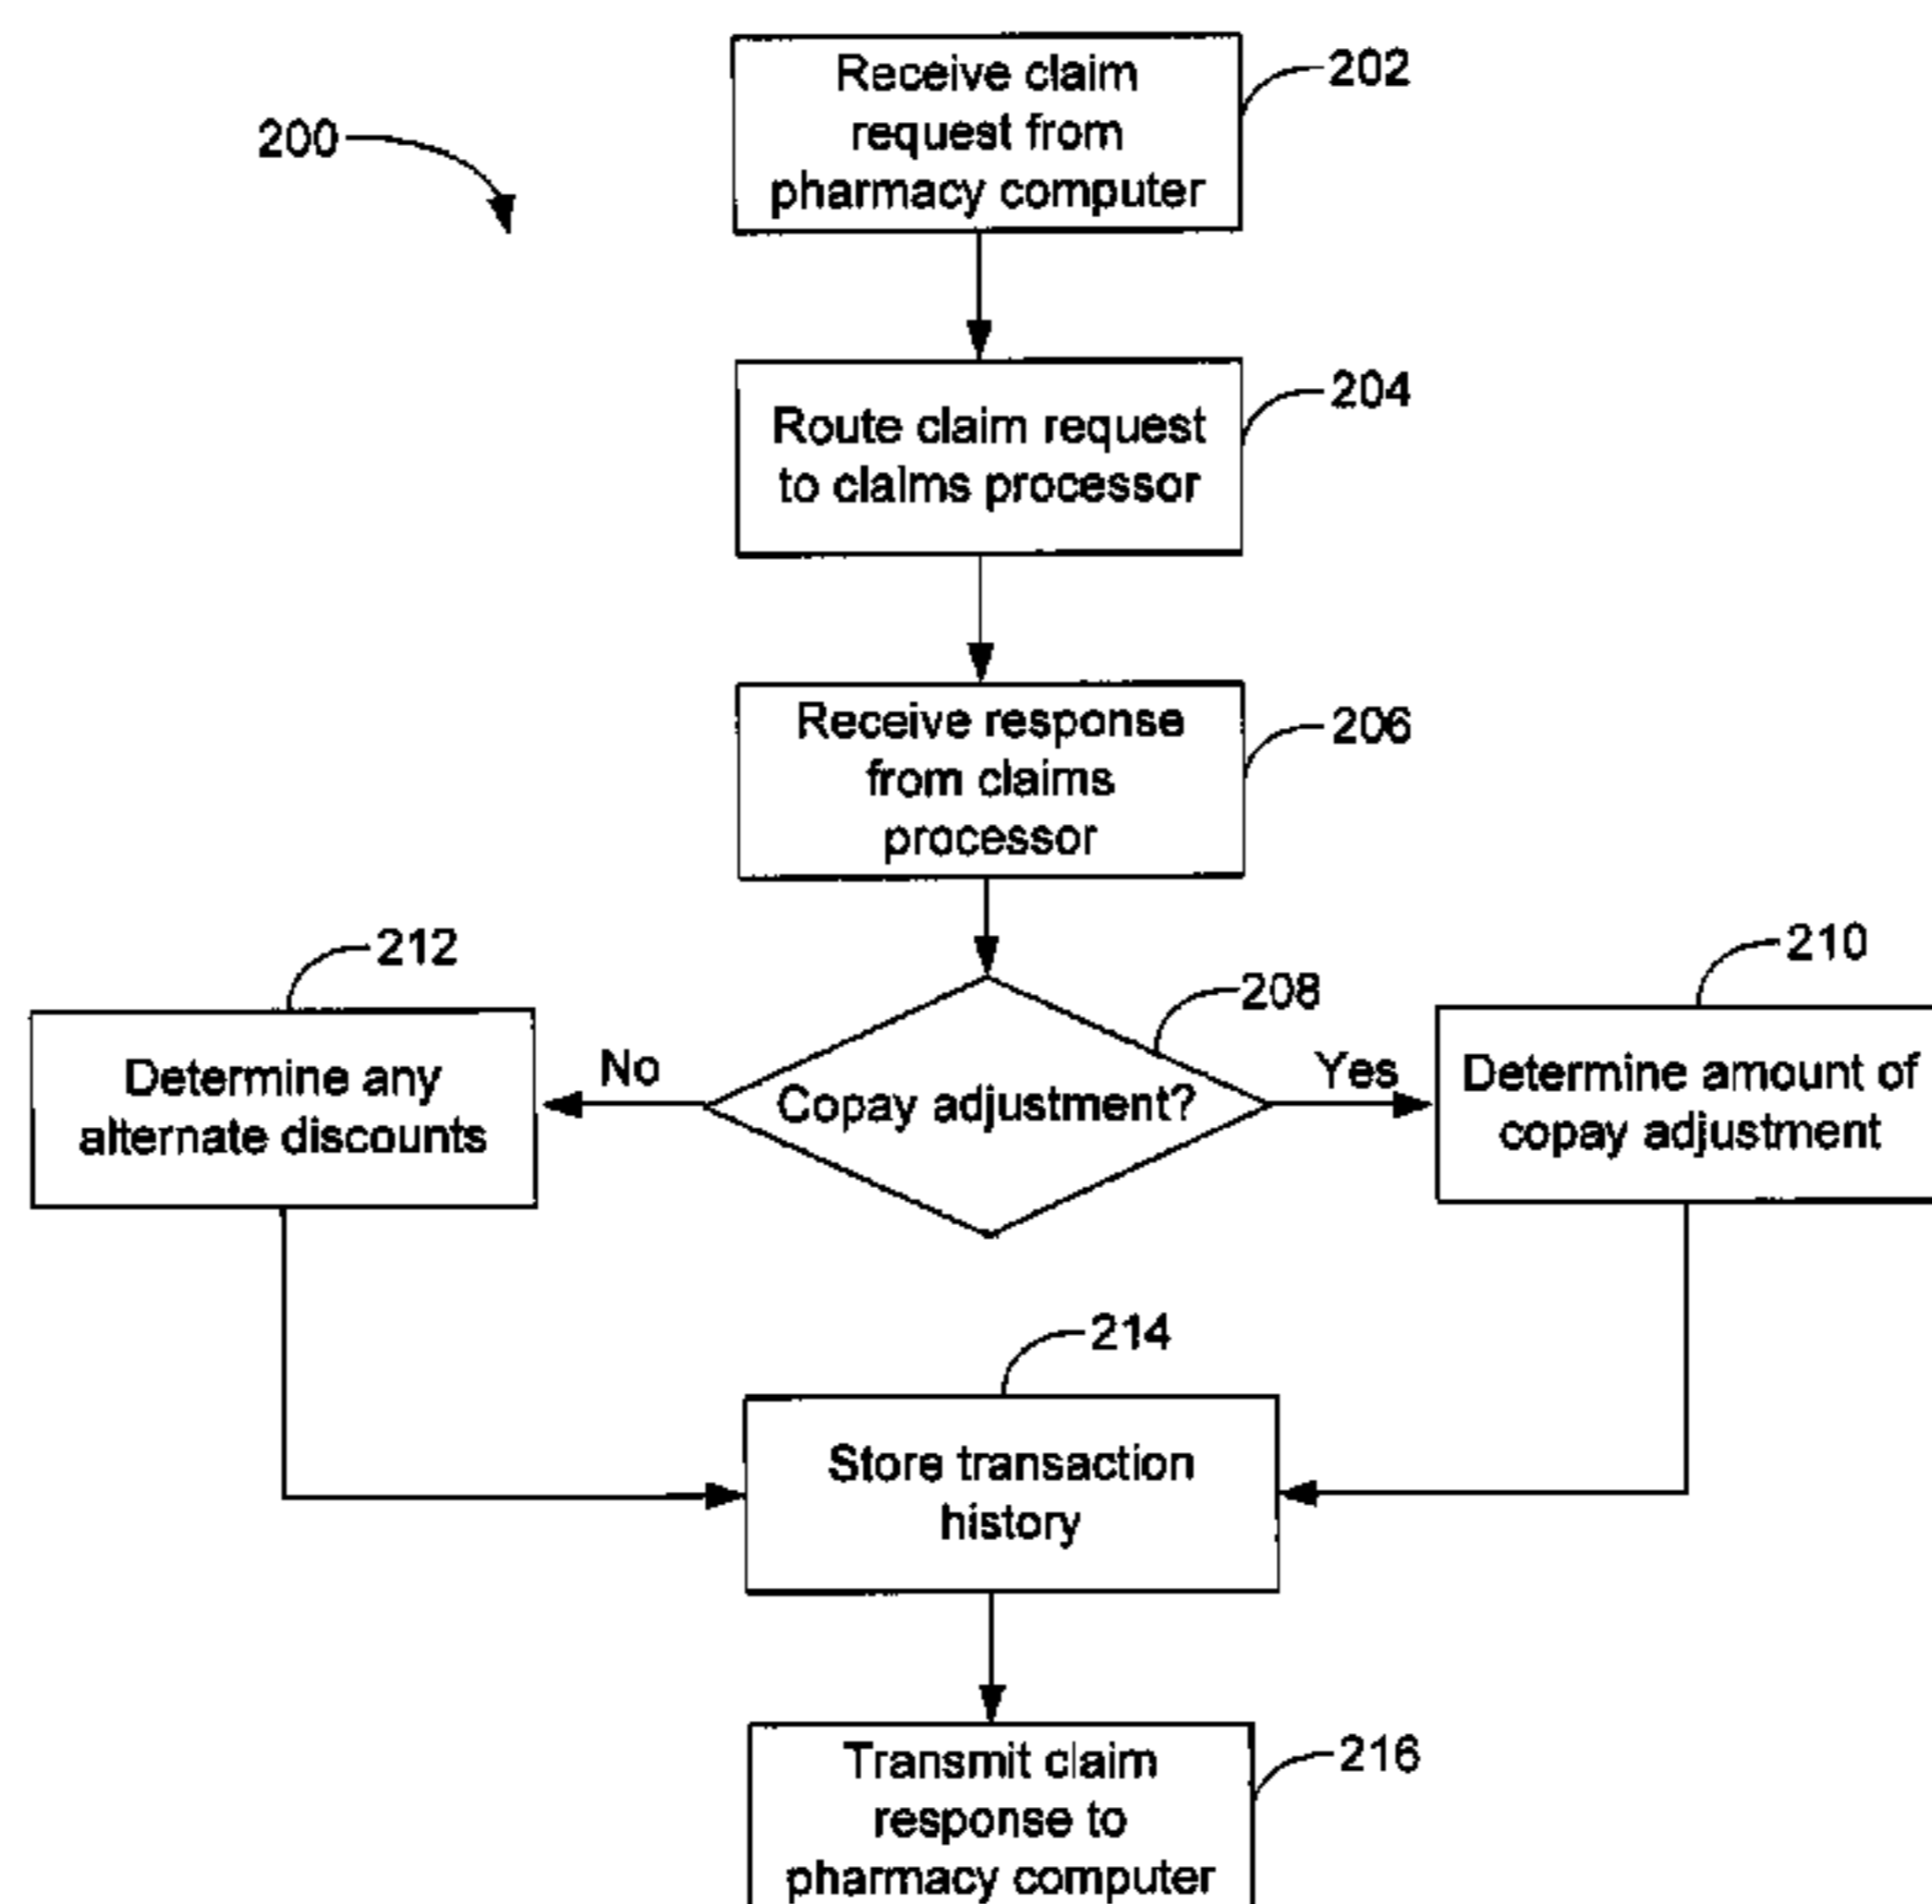 Receive claim
request from
pharmacy computer
202
200
Route claim request
to claims processor
204
Receive response
from claims
processor
206
212
208
210
Determine any
alternate discounts
No
Copay adjustment?
Yes
Determine amount of
copay adjustment
214
Store transaction
history
Transmit claim
response to
pharmacy computer
216